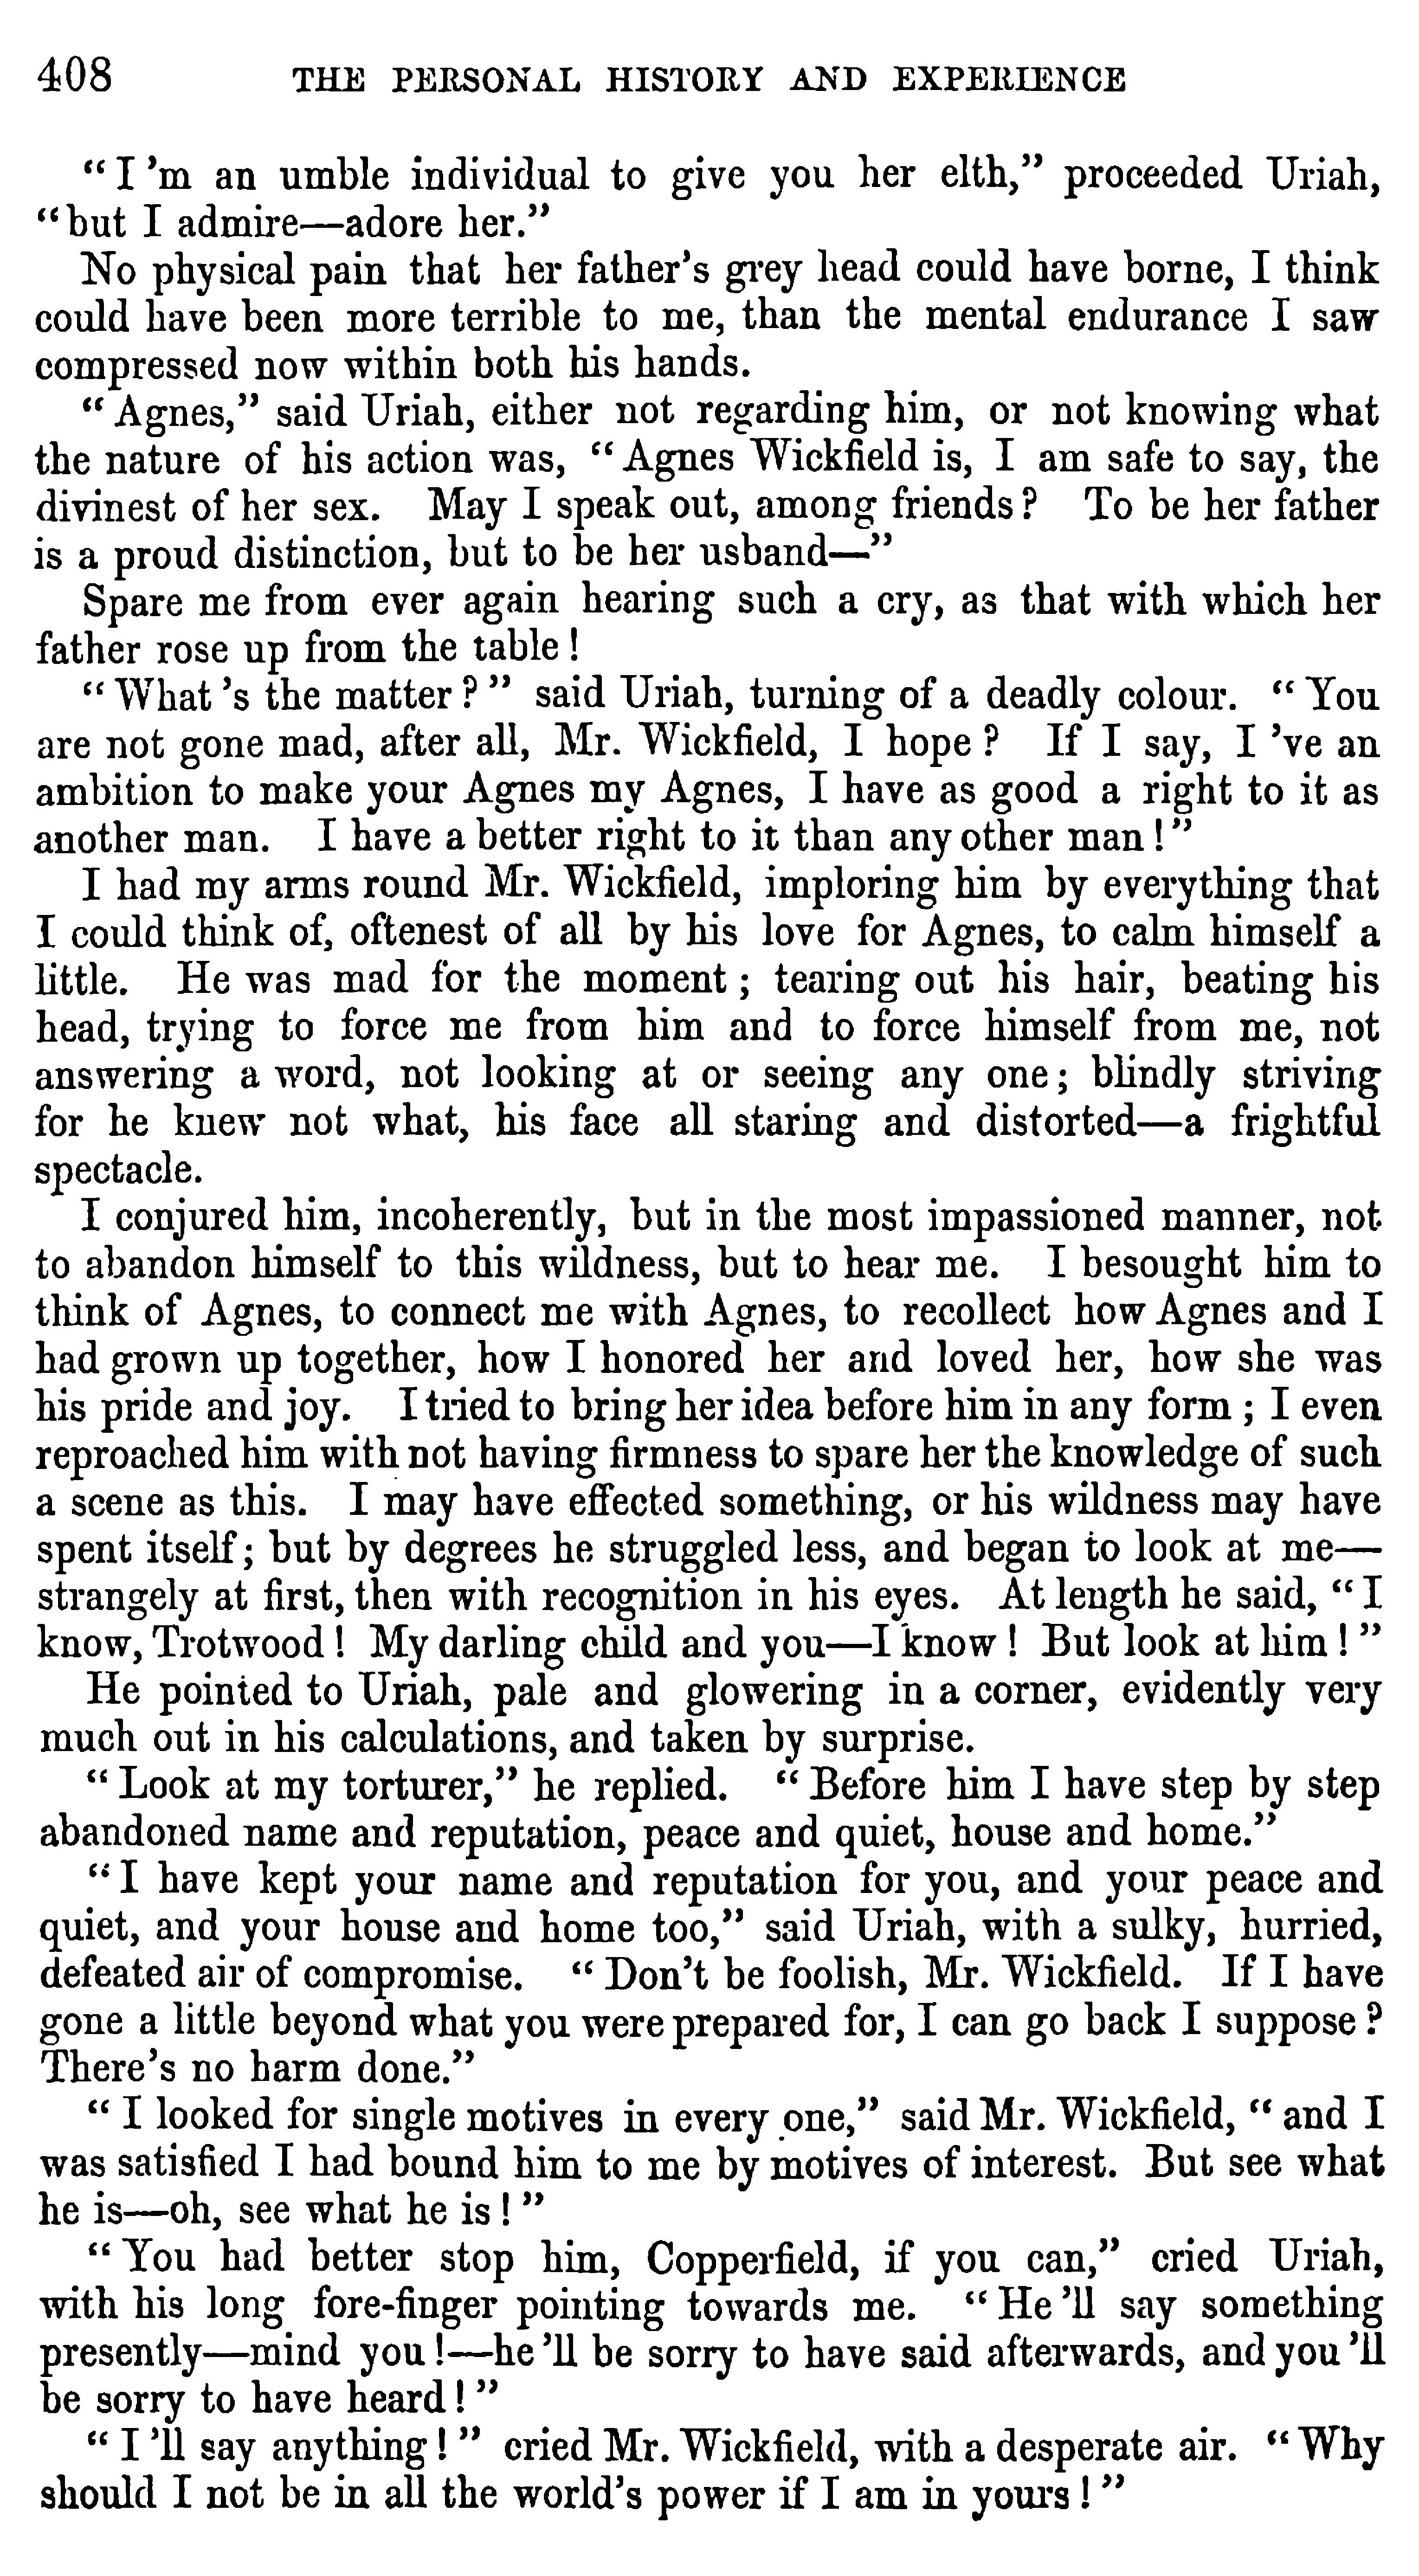 408 THE PERSONAL HISTORY AND EXPERIENCE
“I 'm an umble individual to give you her elth,” proceeded Uriah,
“but I admire—adore her.”
No physical pain that her father's grey head could have borne, I think
could have been more terrible to me, than the mental endurance I saw
compressed now within both his hands.
“Agnes,” said Uriah, either not regarding him, or not knowing what
the nature of his action was, “Agnes Wickfield is, I am safe to say, the
divinest of her sex. May I speak out, among friends? To be her father
is a proud distinction, but to be her usband—”
Spare me from ever again hearing such a cry, as that with which her
father rose up from the table!
“What 's the matter?” said Uriah, turning of a deadly colour. “You
are not gone mad, after all, Mr. Wickfield, I hope? If I say, I 've an
ambition to make your Agnes my Agnes, I have as good a right to it as
another man. I have a better right to it than any other man!”
I had my arms round Mr. Wickfield, imploring him by everything that
I could think of, oftenest of all by his love for Agnes, to calm himself a
little. He was mad for the moment; tearing out his hair, beating his
head, trying to force me from him and to force himself from me, not
answering a word, not looking at or seeing any one; blindly striving
for he knew not what, his face all staring and distorted—a frightful
spectacle.
I conjured him, incoherently, but in the most impassioned manner, not
to abandon himself to this wildness, but to hear me. I besought him to
think of Agnes, to connect me with Agnes, to recollect how Agnes and I
had grown up together, how I honored her and loved her, how she was
his pride and joy. I tried to bring her idea before him in any form; I even
reproached him with not having firmness to spare her the knowledge of such
a scene as this. I may have effected something, or his wildness may have
spent itself; but by degrees he struggled less, and began to look at me—
strangely at first, then with recognition in his eyes. At length he said, “I
know, Trotwood! My darling child and you—I know! But look at him!”
He pointed to Uriah, pale and glowering in a corner, evidently very
much out in his calculations, and taken by surprise.
“Look at my torturer,” he replied. “Before him I have step by step
abandoned name and reputation, peace and quiet, house and home.”
“I have kept your name and reputation for you, and your peace and
quiet, and your house and home too,” said Uriah, with a sulky, hurried,
defeated air of compromise. “Don't be foolish, Mr. Wickfield. If I have
gone a little beyond what you were prepared for, I can go back I suppose?
There's no harm done.”
“I looked for single motives in every one,” said Mr. Wickfield, “and I
was satisfied I had bound him to me by motives of interest. But see what
he is—oh, see what he is!”
“You had better stop him, Copperfield, if you can,” cried Uriah,
with his long fore-finger pointing towards me. “He 'll say something
presently—mind you!—he 'll be sorry to have said afterwards, and you 'll
be sorry to have heard!”
“I 'll say anything!” cried Mr. Wickfield, with a desperate air. “Why
should I not be in all the world's power if I am in yours!”